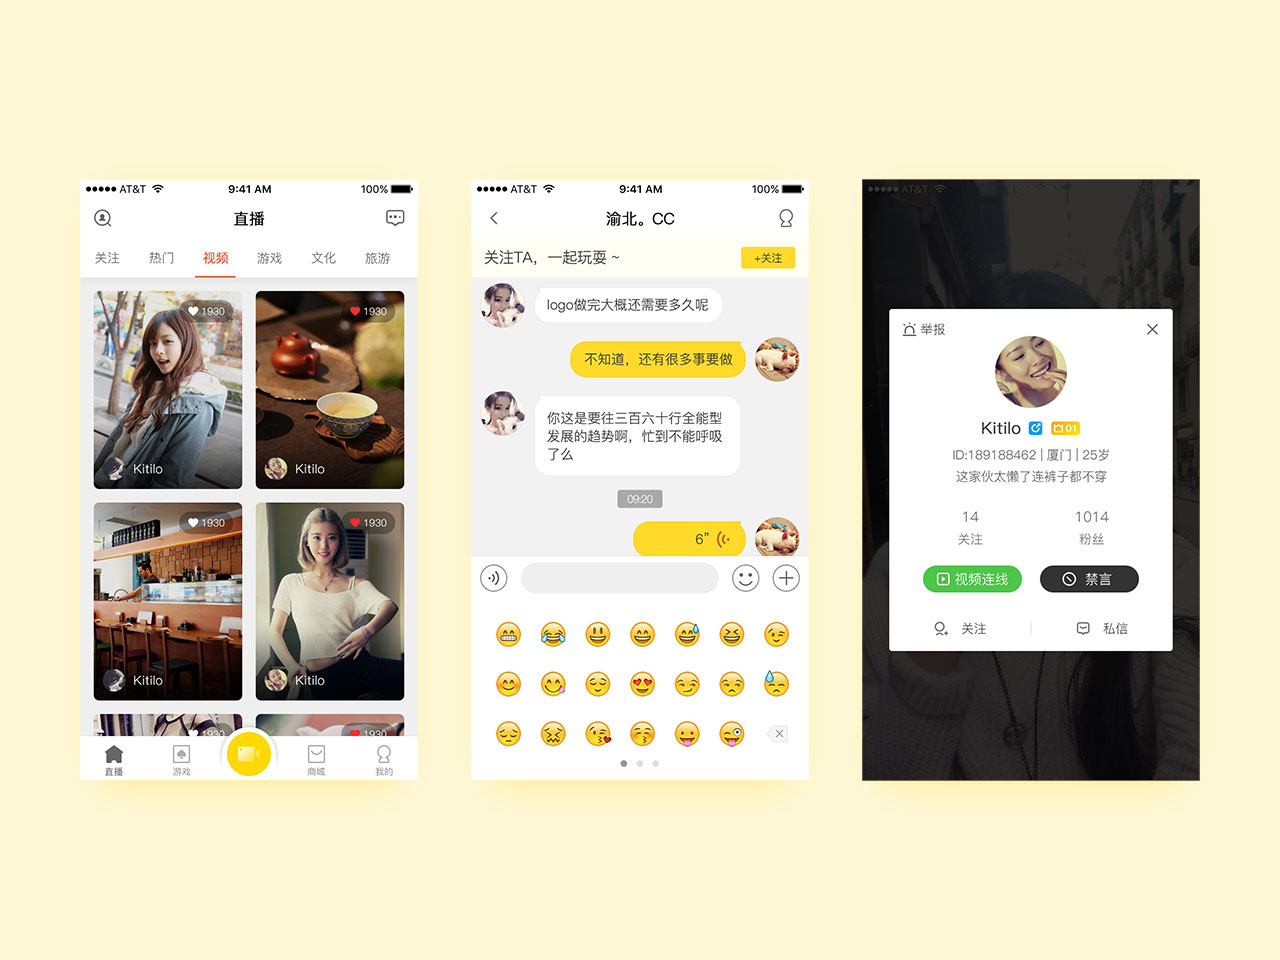 AT&T 9:41 AM 100%
直播
关注 热门 视频 游戏 文化 旅游
1930 1930
Kitilo Kitilo
1930 1930
Kitilo Kitilo
1930 1930
直播 游戏 商城 我的
AT&T 9:41 AM 100%
渝北。CC
关注TA，一起玩耍 ~ +关注
logo做完大概还需要多久呢
不知道，还有很多事要做
你这是要往三百六十行全能型
发展的趋势啊，忙到不能呼吸
了么
09:20
6”
AT&T
举报
Kitilo 01
ID:189188462 | 厦门 | 25岁
这家伙太懒了连裤子都不穿
14 1014
关注 粉丝
视频连线 禁言
关注 私信